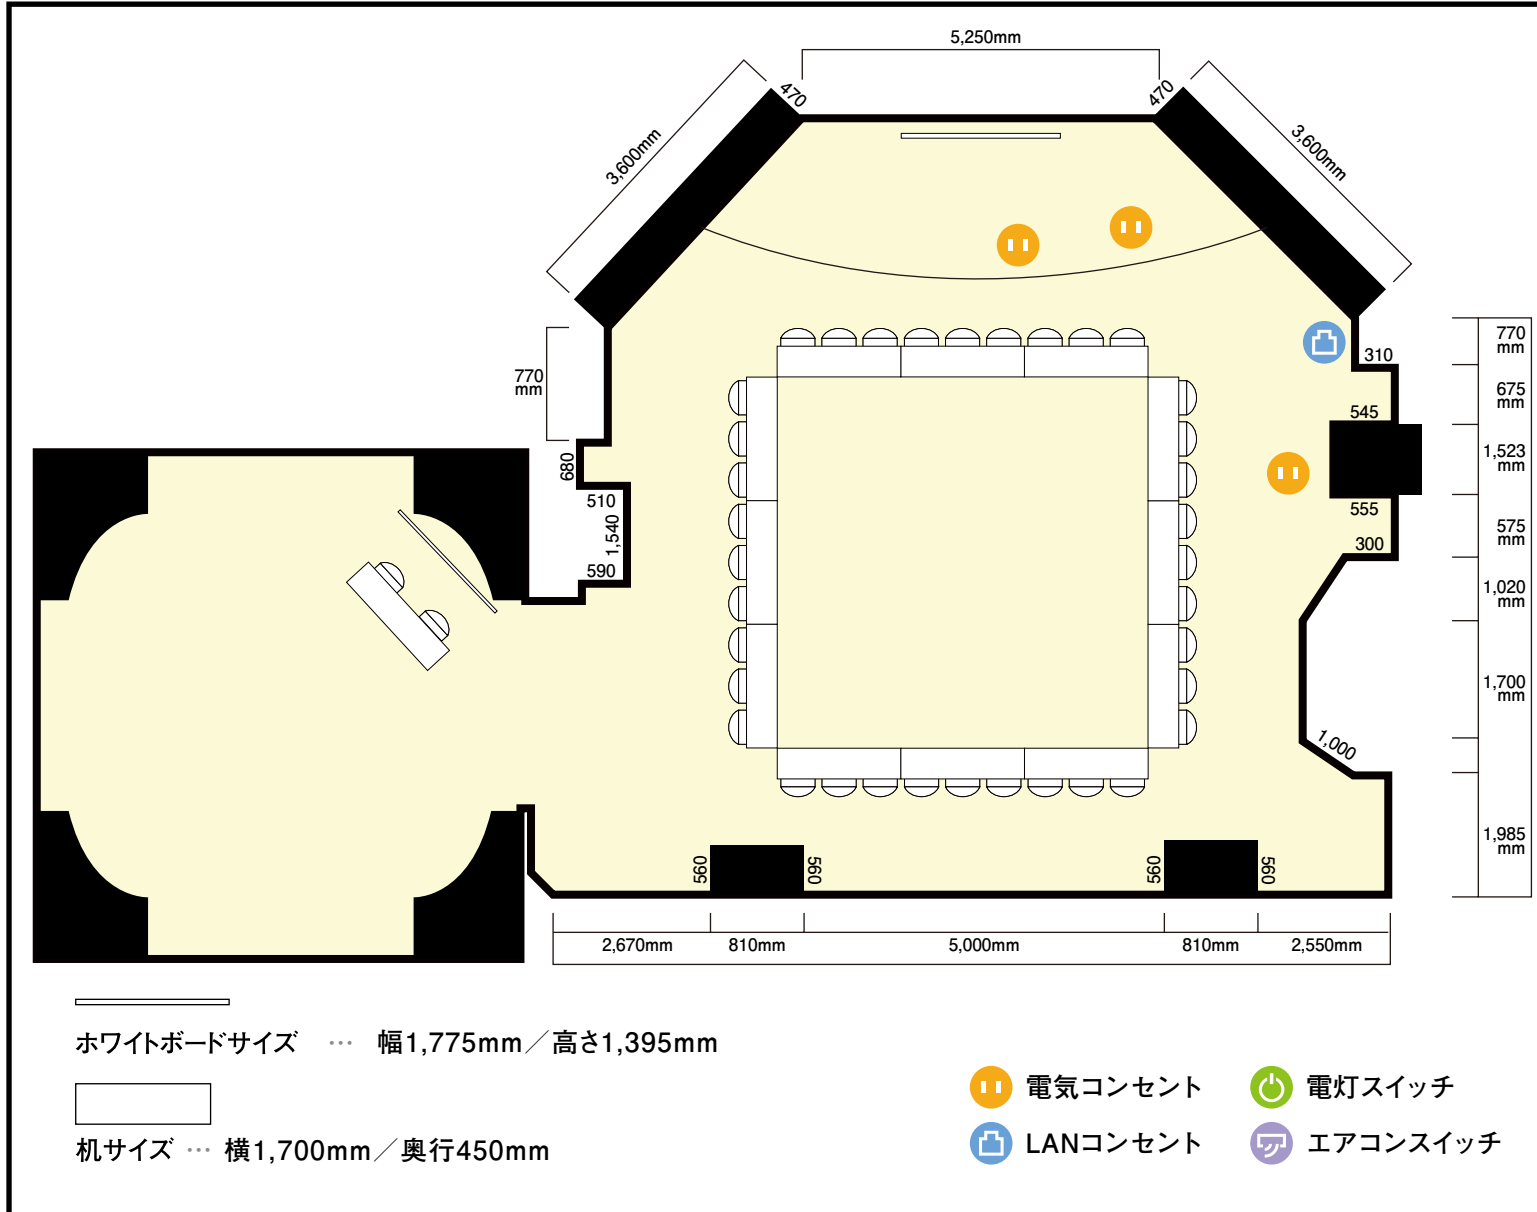 5,250mm
470
470
3,600mm
3,600mm
770
mm
680
510
1,540
590
310
545
555
300
1,000
770
mm
675
mm
1,523
mm
575
mm
1,020
mm
1,700
mm
1,985
mm
560
560
560
560
2,670mm
810mm
5,000mm
810mm
2,550mm
ホワイトボードサイズ … 幅1,775mm／高さ1,395mm
机サイズ … 横1,700mm／奥行450mm
電気コンセント
電灯スイッチ
LANコンセント
エアコンスイッチ